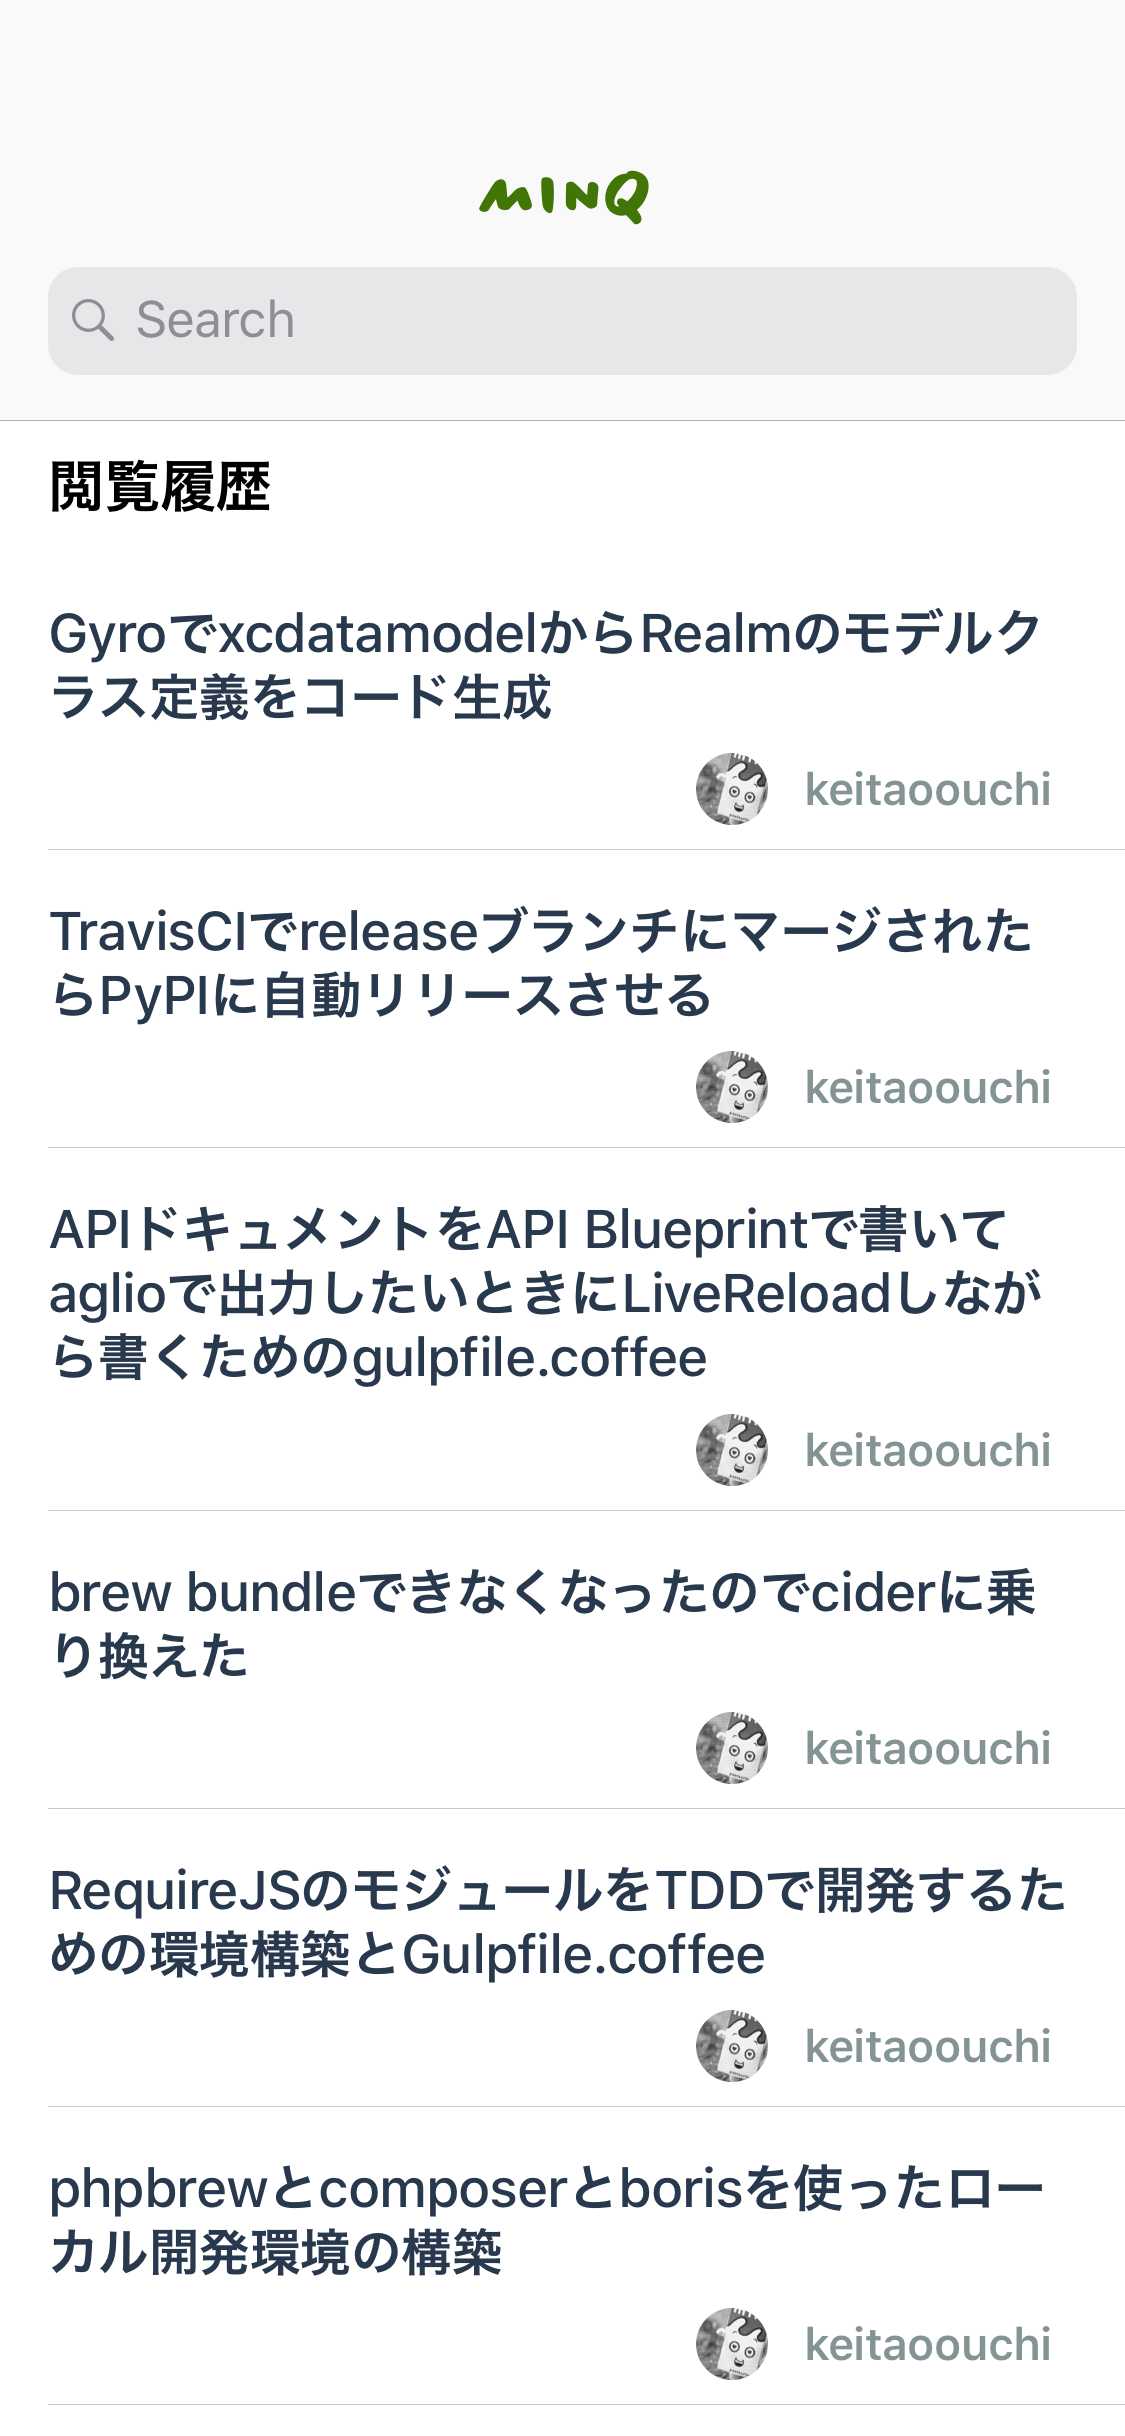 MINQ
Search
閲覧履歴
GyroでxcdatamodelからRealmのモデルク
ラス定義をコード生成
keitaoouchi
TravisCIでreleaseブランチにマージされた
らPyPIに自動リリースさせる
keitaoouchi
APIドキュメントをAPI Blueprintで書いて
aglioで出力したいときにLiveReloadしなが
ら書くためのgulpfile.coffee
keitaoouchi
brew bundleできなくなったのでciderに乗
り換えた
keitaoouchi
RequireJSのモジュールをTDDで開発するた
めの環境構築とGulpfile.coffee
keitaoouchi
phpbrewとcomposerとborisを使ったロー
カル開発環境の構築
keitaoouchi